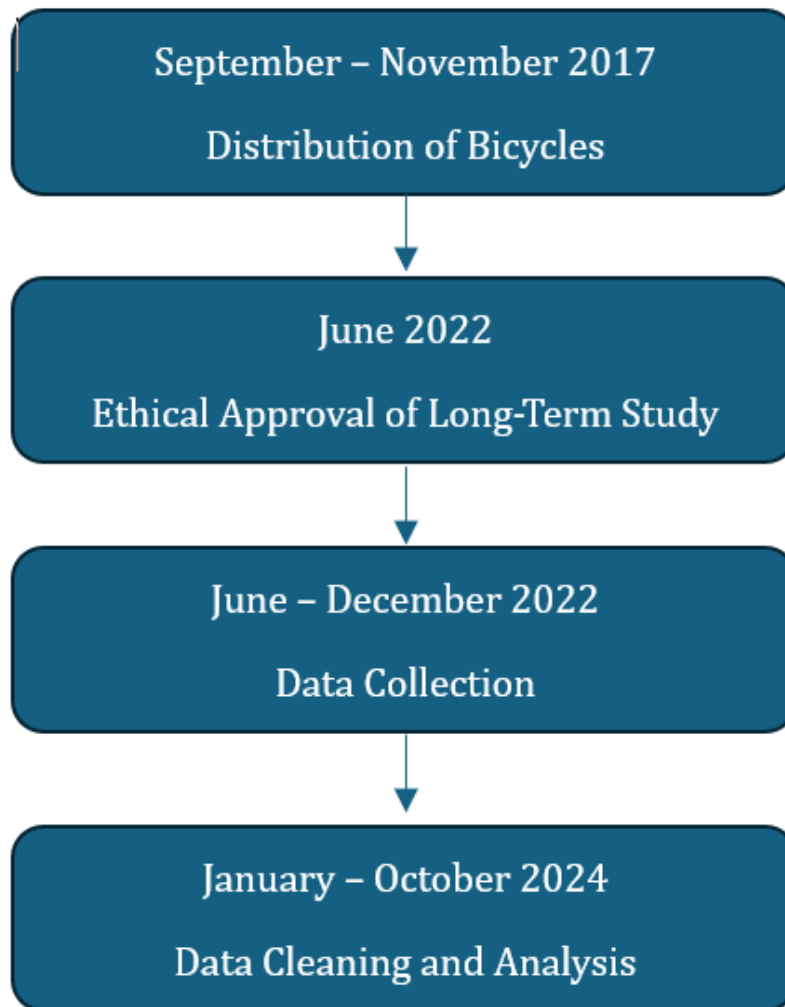 September – November 2017
Distribution of Bicycles
June 2022
Ethical Approval of Long-Term Study
June – December 2022
Data Collection
January – October 2024
Data Cleaning and Analysis